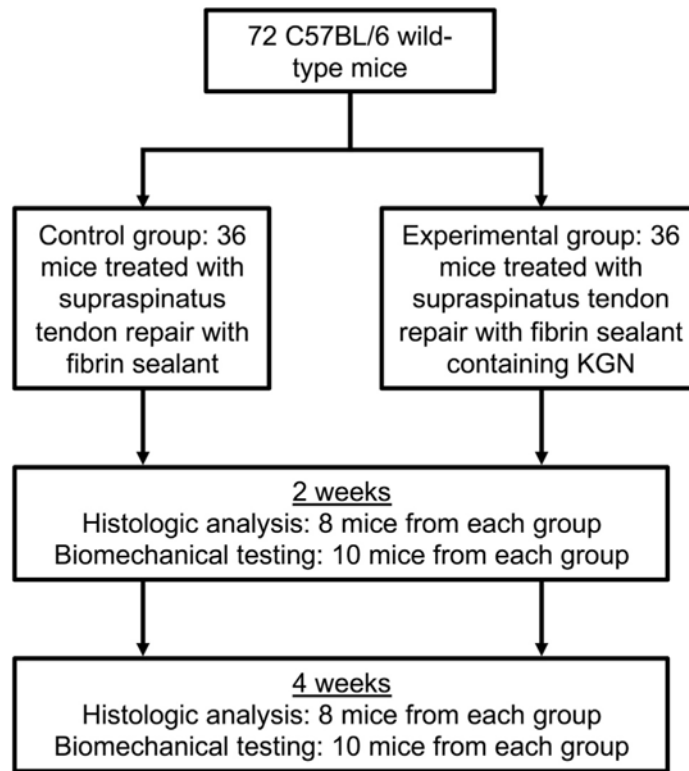 72 C57BL/6 wild-
type mice
Control group: 36
mice treated with
supraspinatus
tendon repair with
fibrin sealant
Experimental group: 36
mice treated with
supraspinatus tendon
repair with fibrin sealant
containing KGN
2 weeks
Histologic analysis: 8 mice from each group
Biomechanical testing: 10 mice from each group
4 weeks
Histologic analysis: 8 mice from each group
Biomechanical testing: 10 mice from each group